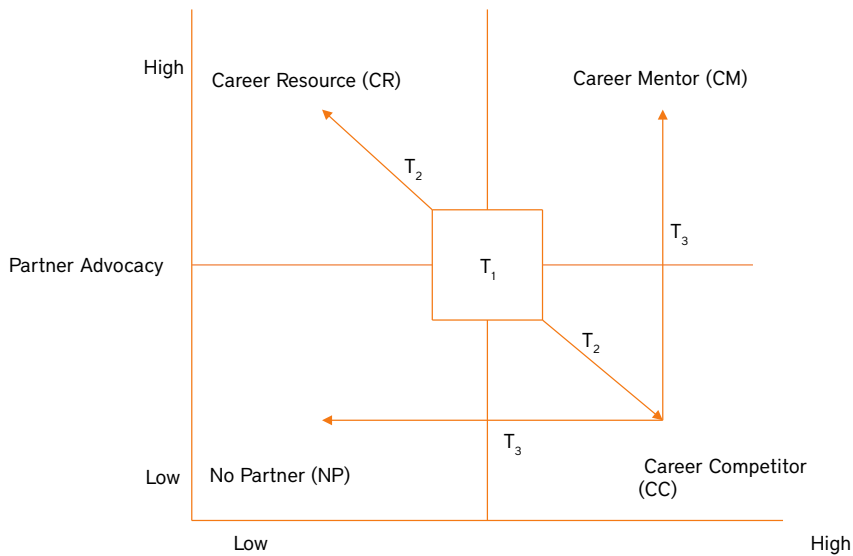 High
Career Resource (CR)
Career Mentor (CM)
T2
T3
Partner Advocacy
T1
T2
T3
Low
No Partner (NP)
Career Competitor
(CC)
Low
High